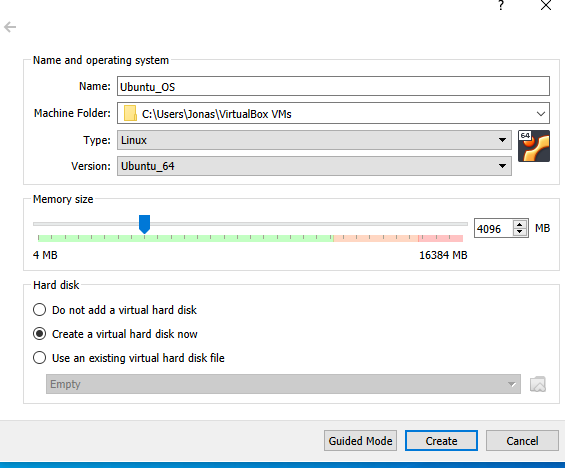 ?
Name and operating system
Name: Ubuntu_OS
Machine Folder: C:\Users\Jonas\VirtualBox VMs
Type: Linux
64
Version: Ubuntu_64
Memory size
4096 MB
4 MB 16384 MB
Hard disk
Do not add a virtual hard disk
Create a virtual hard disk now
Use an existing virtual hard disk file
Empty
Guided Mode Create Cancel